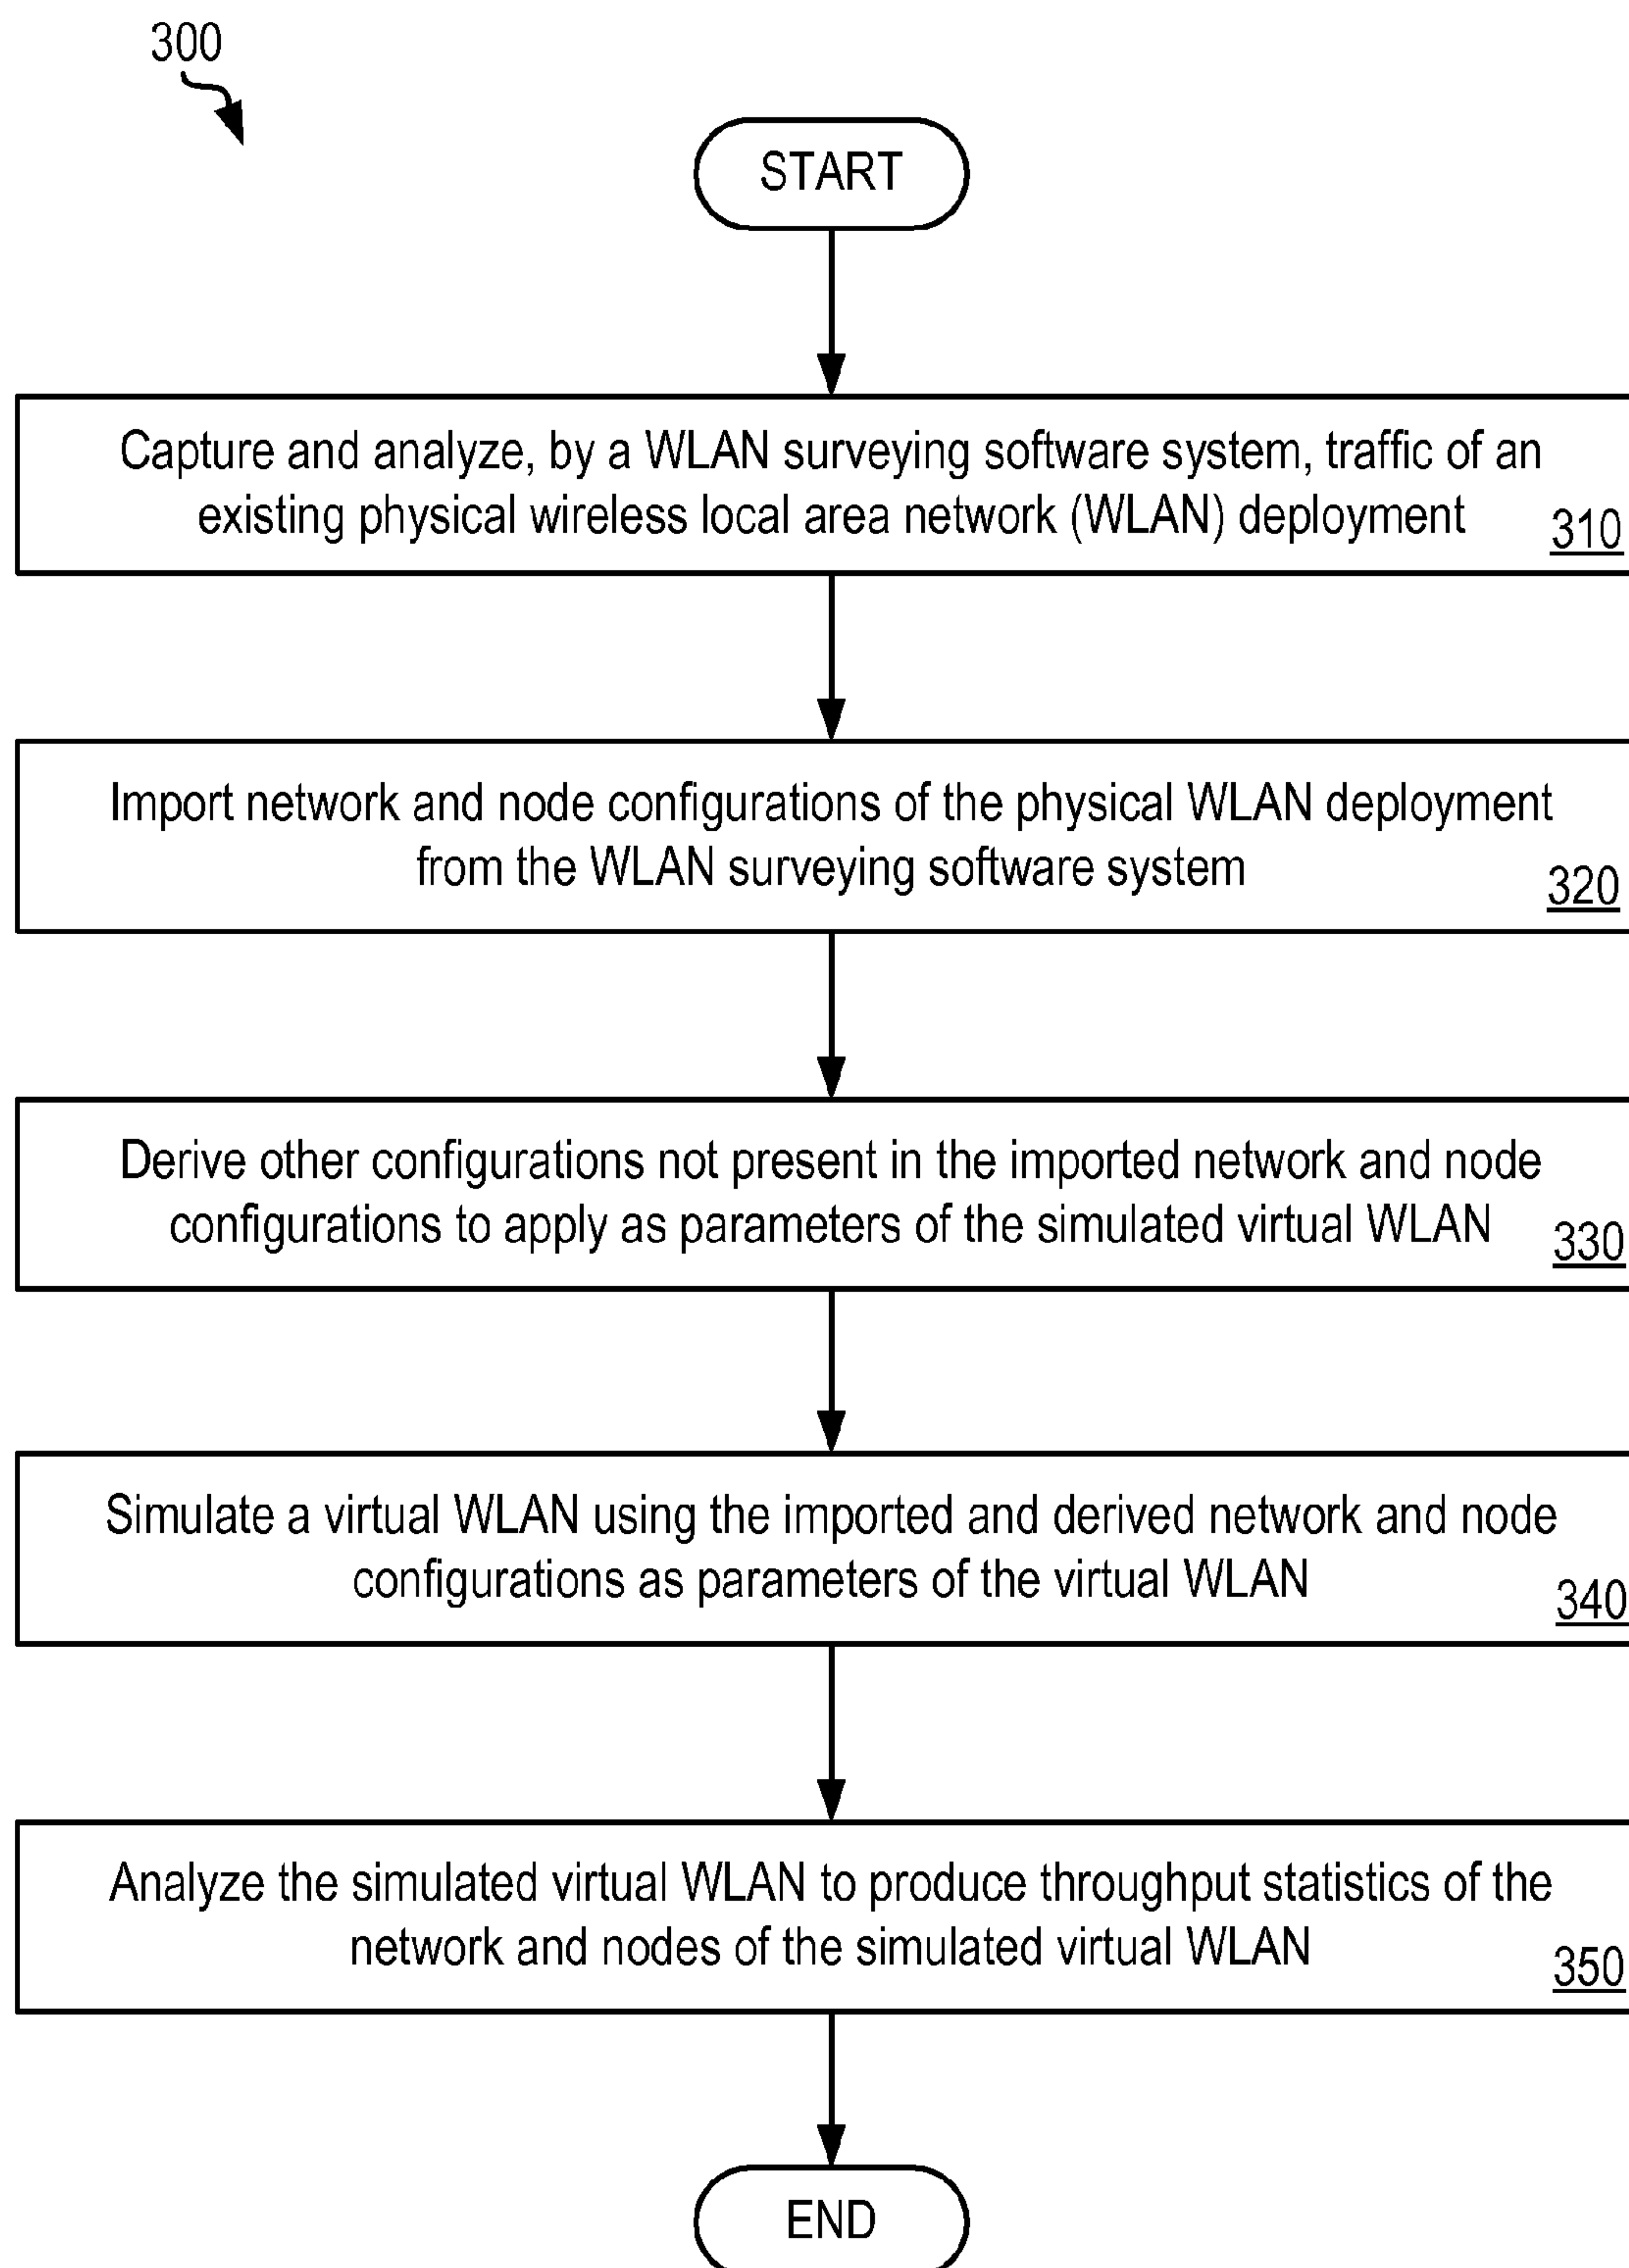 300
START
Capture and analyze, by a WLAN surveying software system, traffic of an
existing physical wireless local area network (WLAN) deployment
310
Import network and node configurations of the physical WLAN deployment
from the WLAN surveying software system
320
Derive other configurations not present in the imported network and node
configurations to apply as parameters of the simulated virtual WLAN
330
Simulate a virtual WLAN using the imported and derived network and node
configurations as parameters of the virtual WLAN
340
Analyze the simulated virtual WLAN to produce throughput statistics of the
network and nodes of the simulated virtual WLAN
350
END